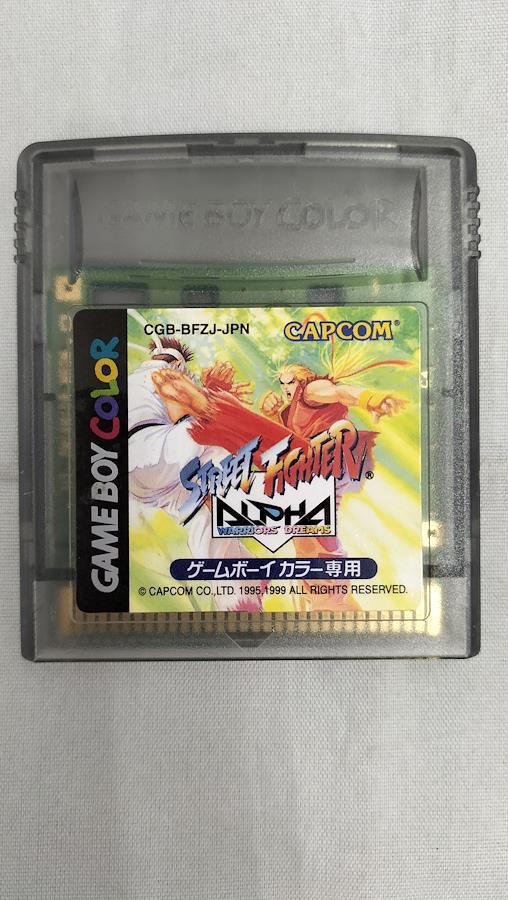 GAME BOY COLOR
CGB-BFZJ-JPN
CAPCOM®
GAME BOY COLOR
STREET FIGHTER®
ALPHA
WARRIORS' DREAMS
ゲームボーイカラー専用
© CAPCOM CO., LTD. 1995,1999 ALL RIGHTS RESERVED.